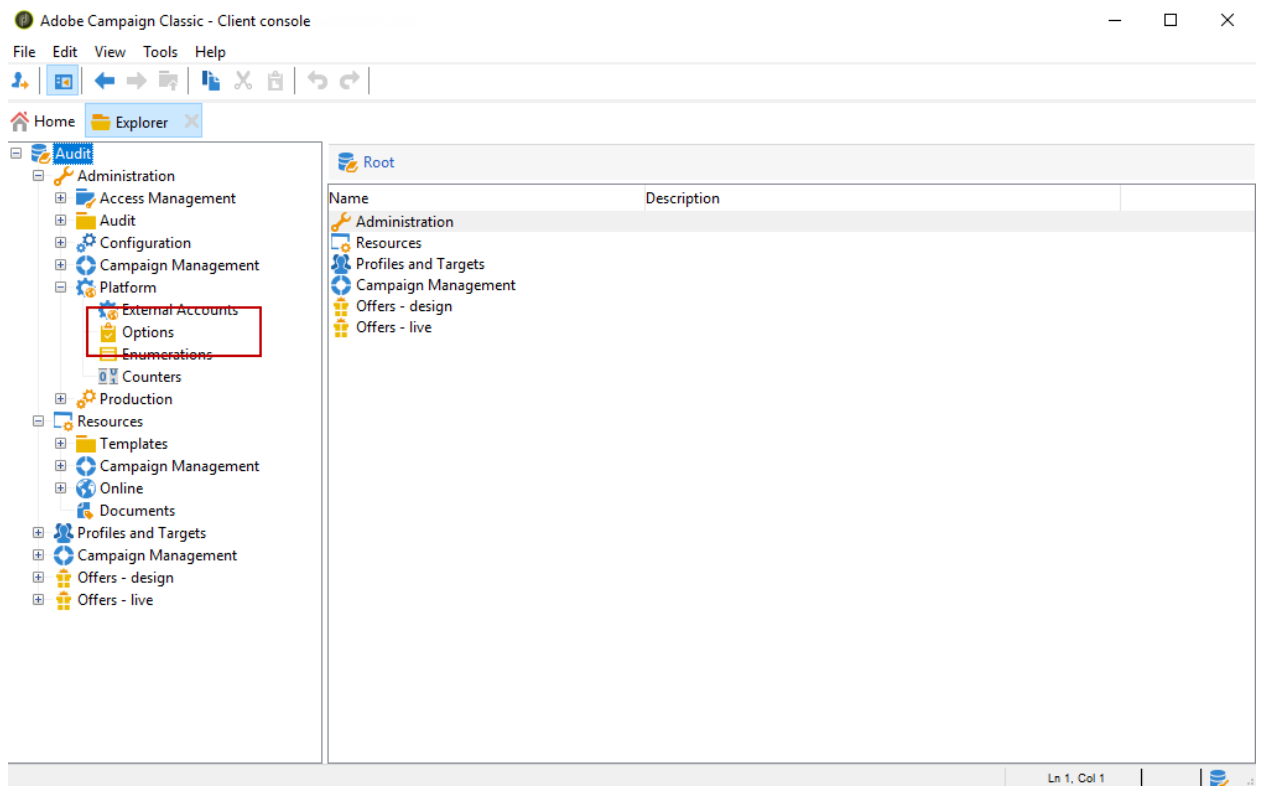 Adobe Campaign Classic - Client console
File Edit View Tools Help
Home Explorer
Audit
Administration
Access Management
Audit
Configuration
Campaign Management
Platform
External Accounts
Options
Enumerations
Counters
Production
Resources
Templates
Campaign Management
Online
Documents
Profiles and Targets
Campaign Management
Offers - design
Offers - live
Root
Name Description
Administration
Resources
Profiles and Targets
Campaign Management
Offers - design
Offers - live
Ln 1, Col 1